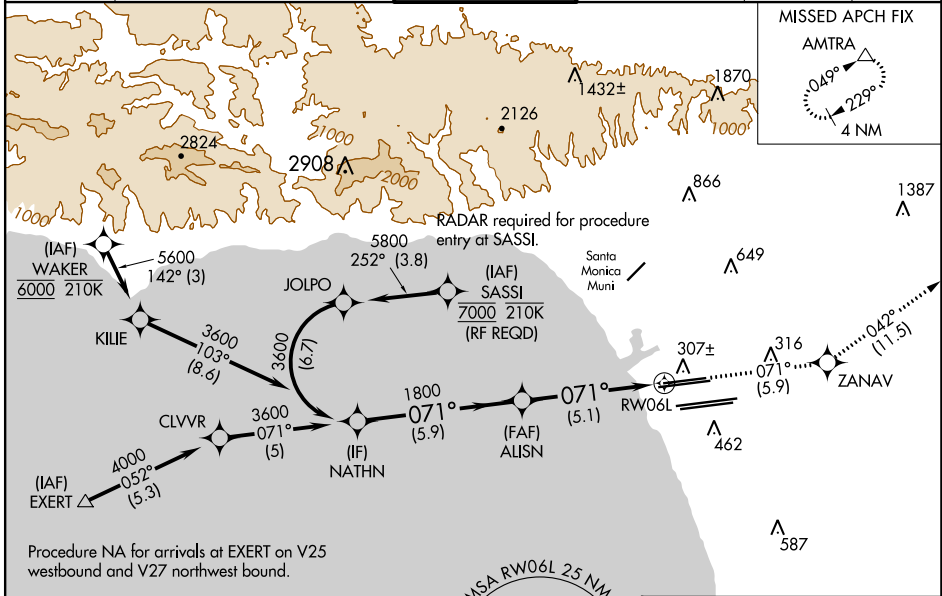 MISSED APCH FIX
AMTRA
049°
229°
4 NM
1432±
1870
1000
2126
1000
2824
2908
2000
1000
866
1387
649
RADAR required for procedure
entry at SASSI.
Santa
Monica
Muni
(IAF)
WAKER
6000 210K
5600
142° (3)
5800
252° (3.8)
(IAF)
SASSI
7000 210K
(RF REQD)
JOLPO
KILIE
3600
103°
(8.6)
3600
(6.7)
042°
(11.5)
307±
316
071°
(5.9)
ZANAV
RW06L
462
CLVVR
3600
071°
(5)
1800
071°
(5.9)
071°
(5.1)
(IF)
NATHN
(FAF)
ALISN
4000
052°
(5.3)
(IAF)
EXERT
587
Procedure NA for arrivals at EXERT on V25
westbound and V27 northwest bound.
MSA RW06L 25 NM